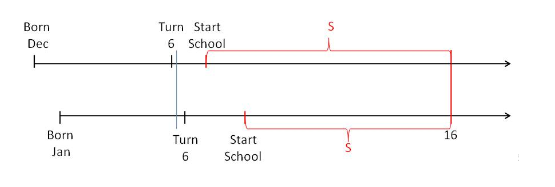 Born
Dec
Turn
6
Start
School
S
Born
Jan
Turn
6
Start
School
S
16